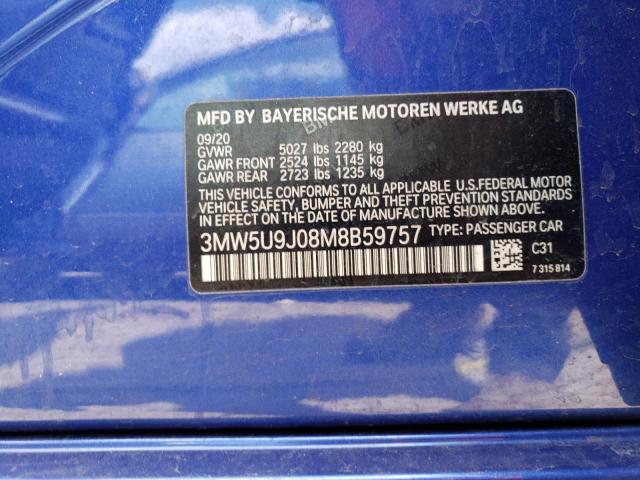 MFD BY BAYERISCHE MOTOREN WERKE AG
09/20
GVWR 5027 lbs 2280 kg
GAWR FRONT 2524 lbs 1145 kg
GAWR REAR 2723 lbs 1235 kg
THIS VEHICLE CONFORMS TO ALL APPLICABLE U.S.FEDERAL MOTOR
VEHICLE SAFETY, BUMPER, AND THEFT PREVENTION STANDARDS
IN EFFECT ON THE DATE OF MANUFACTURE SHOWN ABOVE.
3MW5U9J08M8B59757 TYPE: PASSENGER CAR
C31
7 315 814